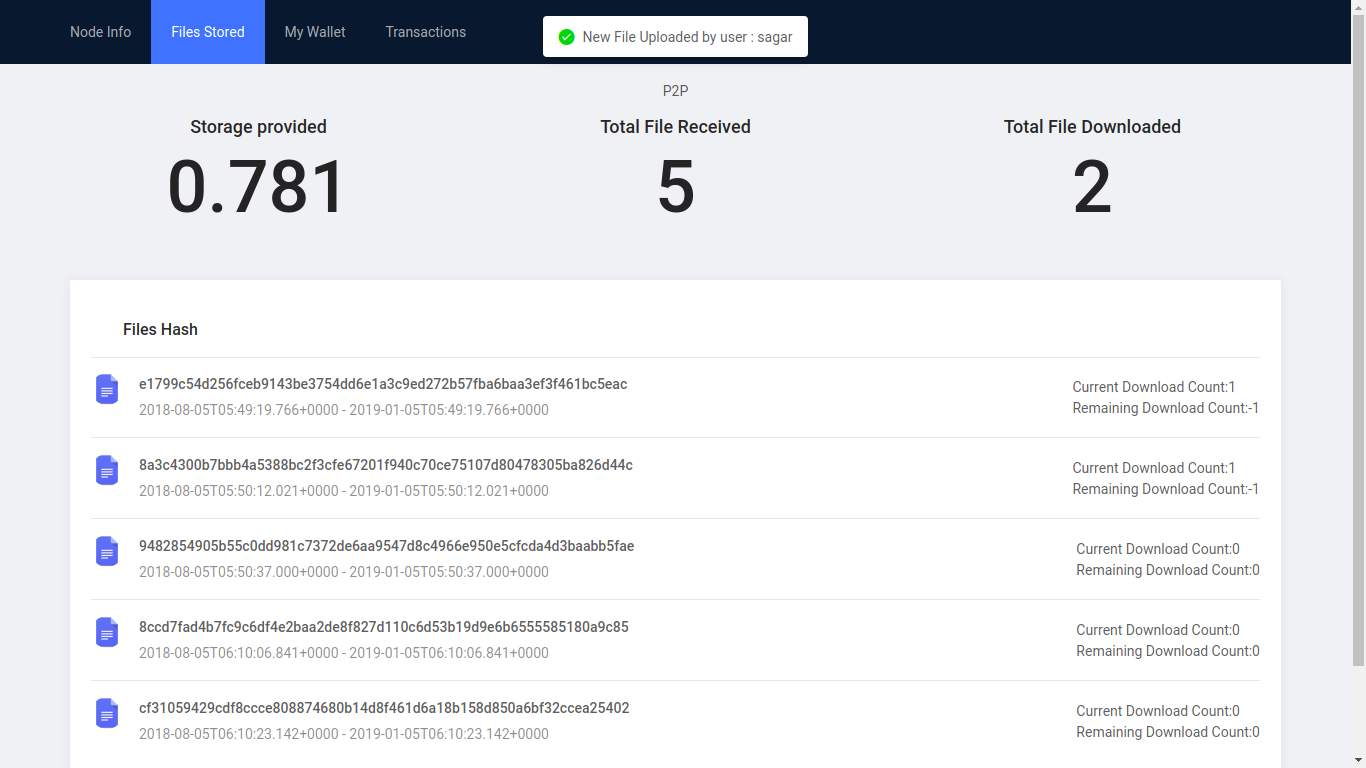 Node Info
Files Stored
My Wallet
Transactions
New File Uploaded by user : sagar
P2P
Storage provided
0.781
Total File Received
5
Total File Downloaded
2
Files Hash
e1799c54d256fceb9143be3754dd6e1a3c9ed272b57fba6baa3ef3f461bc5eac
2018-08-05T05:49:19.766+0000 - 2019-01-05T05:49:19.766+0000
Current Download Count:1
Remaining Download Count:-1
8a3c4300b7bbb4a5388bc2f3cfe67201f940c70ce75107d80478305ba826d44c
2018-08-05T05:50:12.021+0000 - 2019-01-05T05:50:12.021+0000
Current Download Count:1
Remaining Download Count:-1
9482854905b55c0dd981c7372de6aa9547d8c4966e950e5cfcda4d3baabb5fae
2018-08-05T05:50:37.000+0000 - 2019-01-05T05:50:37.000+0000
Current Download Count:0
Remaining Download Count:0
8ccd7fad4b7fc9c6df4e2baa2de8f827d110c6d53b19d9e6b6555585180a9c85
2018-08-05T06:10:06.841+0000 - 2019-01-05T06:10:06.841+0000
Current Download Count:0
Remaining Download Count:0
cf31059429cdf8ccce808874680b14d8f461d6a18b158d850a6bf32ccea25402
2018-08-05T06:10:23.142+0000 - 2019-01-05T06:10:23.142+0000
Current Download Count:0
Remaining Download Count:0